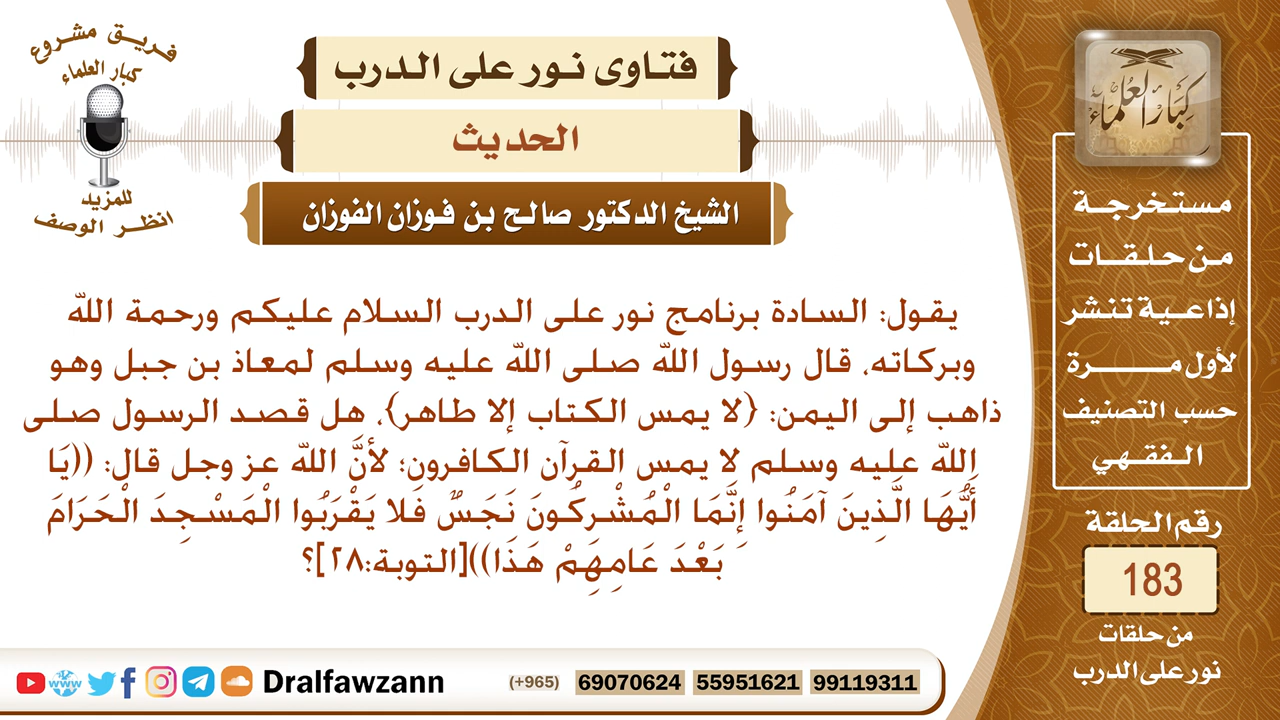 فريق مشروع
كبار العلماء
للمزيد
انظر الوصف
فتاوى نور على الدرب
الحديث
الشيخ الدكتور صالح بن فوزان الفوزان
يقول: السادة برنامج نور على الدرب السلام عليكم ورحمة الله
وبركاته، قال رسول الله صلى الله عليه وسلم لمعاذ بن جبل وهو
ذاهب إلى اليمن: {لا يمس الكتاب إلا طاهر}، هل قصد الرسول صلى
الله عليه وسلم لا يمس القرآن الكافرون؛ لأنَّ الله عز وجل قال: ((يَا
أَيُّهَا الَّذِينَ آمَنُوا إِنَّمَا الْمُشْرِكُونَ نَجَسٌ فَلا يَقْرَبُوا الْمَسْجِدَ الْحَرَامَ
بَعْدَ عَامِهِمْ هَذَا))[التوبة:٢٨]؟
كبار العلماء
مستخرجة
من حلقات
إذاعية تنشر
لأول مرة
حسب التصنيف
الفقهي
رقم الحلقة
183
من حلقات
نور على الدرب
www
Dralfawzann
(+965) 69070624 55951621 99119311